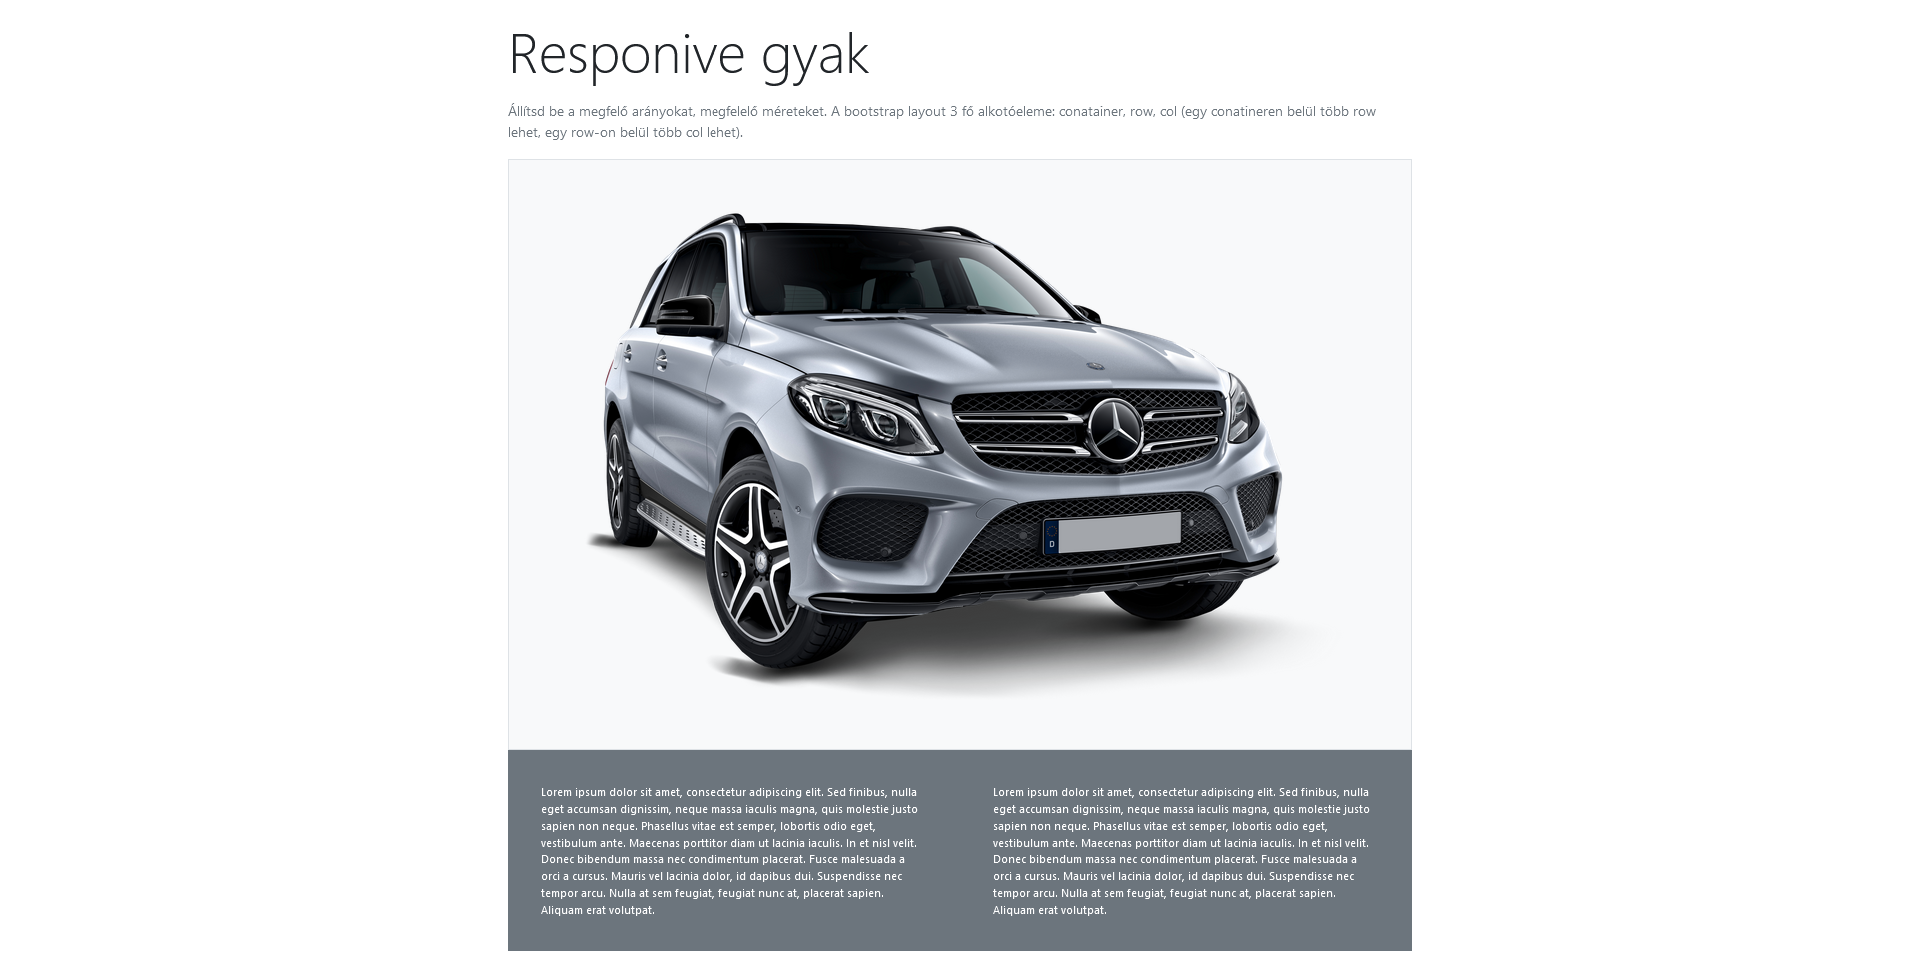 Responive gyak
Állítsd be a megfelő arányokat, megfelelő méreteket. A bootstrap layout 3 fő alkotóeleme: conatainer, row, col (egy conatineren belül több row
lehet, egy row-on belül több col lehet).
D
Lorem ipsum dolor sit amet, consectetur adipiscing elit. Sed finibus, nulla
eget accumsan dignissim, neque massa iaculis magna, quis molestie justo
sapien non neque. Phasellus vitae est semper, lobortis odio eget,
vestibulum ante. Maecenas porttitor diam ut lacinia iaculis. In et nisl velit.
Donec bibendum massa nec condimentum placerat. Fusce malesuada a
orci a cursus. Mauris vel lacinia dolor, id dapibus dui. Suspendisse nec
tempor arcu. Nulla at sem feugiat, feugiat nunc at, placerat sapien.
Aliquam erat volutpat.
Lorem ipsum dolor sit amet, consectetur adipiscing elit. Sed finibus, nulla
eget accumsan dignissim, neque massa iaculis magna, quis molestie justo
sapien non neque. Phasellus vitae est semper, lobortis odio eget,
vestibulum ante. Maecenas porttitor diam ut lacinia iaculis. In et nisl velit.
Donec bibendum massa nec condimentum placerat. Fusce malesuada a
orci a cursus. Mauris vel lacinia dolor, id dapibus dui. Suspendisse nec
tempor arcu. Nulla at sem feugiat, feugiat nunc at, placerat sapien.
Aliquam erat volutpat.